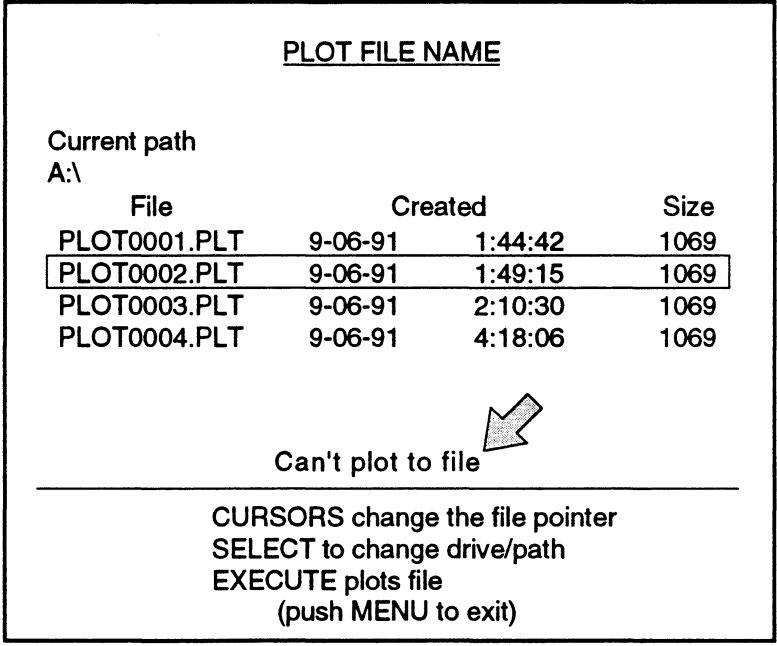 PLOT FILE NAME
Current path
A:\
File Created Size
PLOT0001.PLT 9-06-91 1:44:42 1069
PLOT0002.PLT 9-06-91 1:49:15 1069
PLOT0003.PLT 9-06-91 2:10:30 1069
PLOT0004.PLT 9-06-91 4:18:06 1069
Can't plot to file
CURSORS change the file pointer
SELECT to change drive/path
EXECUTE plots file
(push MENU to exit)